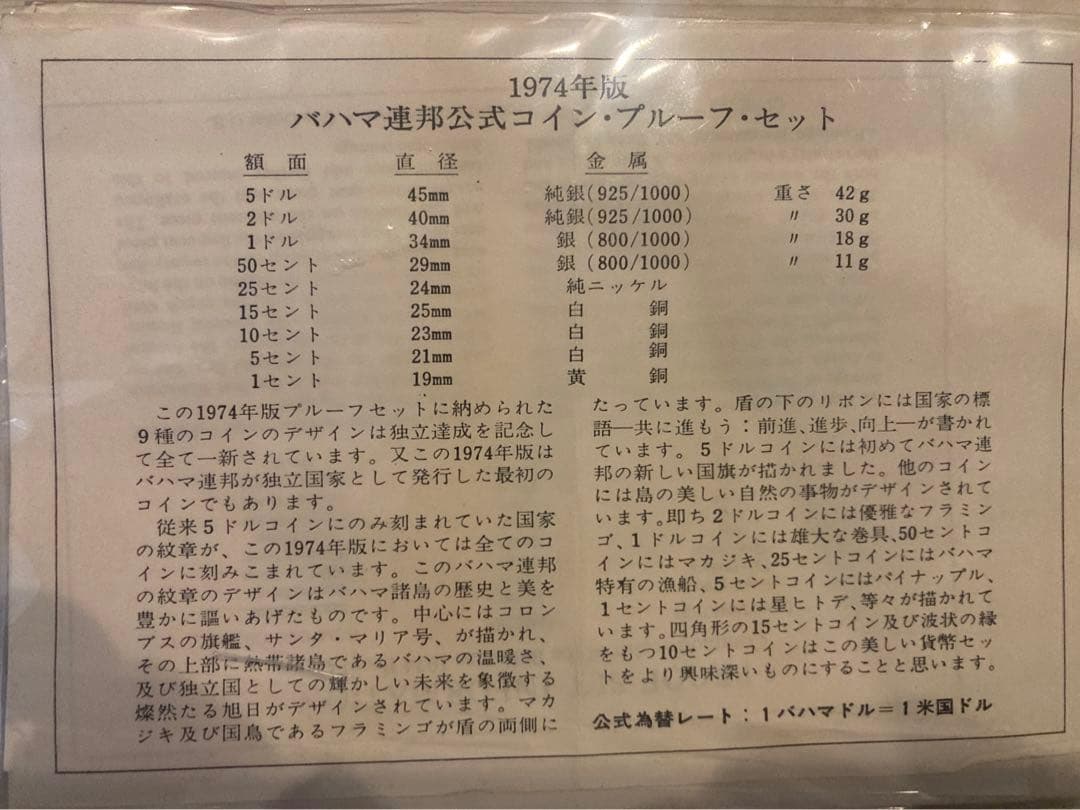 1974年版
バハマ連邦公式コイン・プルーフ・セット
額面 直径 金属
5ドル 45mm 純銀(925/1000) 重さ 42g
2ドル 40mm 純銀(925/1000) 〃 30g
1ドル 34mm 銀(800/1000) 〃 18g
50セント 29mm 銀(800/1000) 〃 11g
25セント 24mm 純ニッケル
15セント 25mm 白銅
10セント 23mm 白銅
5セント 21mm 白銅
1セント 19mm 黄銅
この1974年版プルーフセットに納められた
9種のコインのデザインは独立達成を記念し
て全て一新されています。又この1974年版は
バハマ連邦が独立国家として発行した最初の
コインでもあります。
従来5ドルコインにのみ刻まれていた国家
の紋章が、この1974年版においては全てのコ
インに刻みこまれています。このバハマ連邦
の紋章のデザインはバハマ諸島の歴史と美を
豊かに謳いあげたものです。中心にはコロン
ブスの旗艦、サンタ・マリア号、が描かれ、
その上部に熱帯諸島であるバハマの温暖さ、
及び独立国としての輝かしい未来を象徴する
燦然たる旭日がデザインされています。マカ
ジキ及び国鳥であるフラミンゴが盾の両側に
たっています。盾の下のリボンには国家の標
語―共に進もう：前進、進歩、向上―が書かれ
ています。5ドルコインには初めてバハマ連
邦の新しい国旗が描かれました。他のコイン
には島の美しい自然の事物がデザインされて
います。即ち2ドルコインには優雅なフラミン
ゴ、1ドルコインには雄大な巻具、50セントコ
インにはマカジキ、25セントコインにはバハマ
特有の漁船、5セントコインにはパイナップル、
1セントコインには星ヒトデ、等々が描かれて
います。四角形の15セントコイン及び波状の縁
をもつ10セントコインはこの美しい貨幣セッ
トをより興味深いものにすることと思います。
公式為替レート：1バハマドル＝1米国ドル